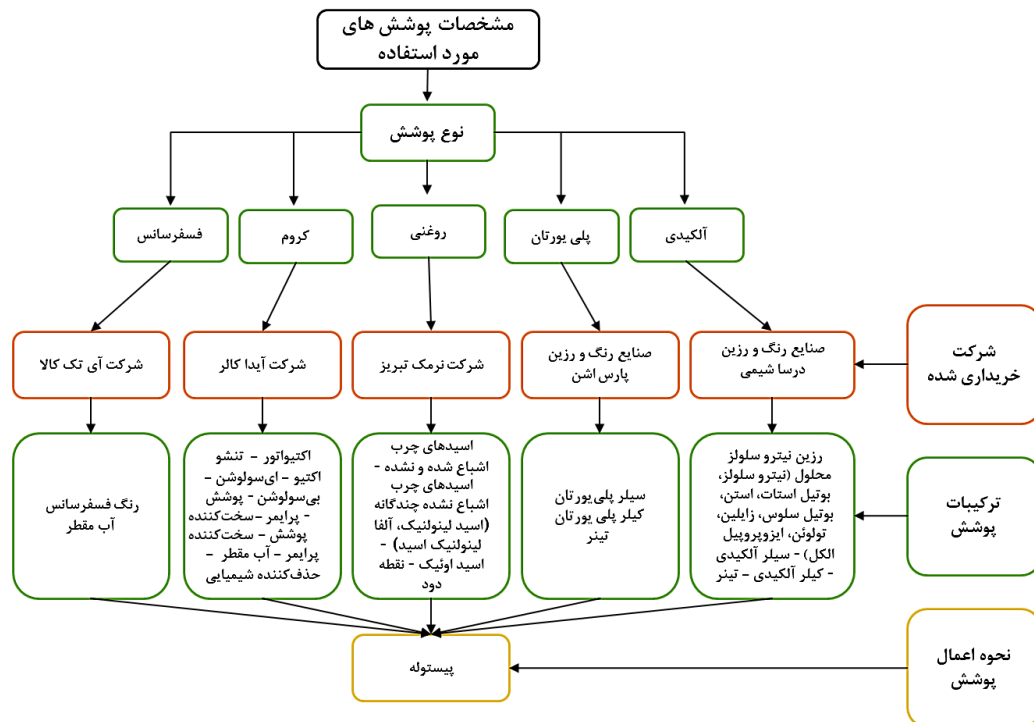 مشخصات پوشش های
مورد استفاده
نوع پوشش
آلکیدی
پلی یورتان
روغنی
کروم
فسفرسانس
شرکت
خریداری شده
صنایع رنگ و رزین
درسا شیمی
صنایع رنگ و رزین
پارس اشن
شرکت نرمک تبریز
شرکت آیدا کالر
شرکت آی تک کالا
ترکیبات
پوشش
رزین نیترو سلولز
محلول (نیترو سلولز،
بوتیل استات، استن،
بوتیل سلوس، زایلین،
تولوئن، ایزوپروپیل
الکل) - سیلر آلکیدی
- کیلر آلکیدی - تینر
سیلر پلی‌یورتان
کیلر پلی یورتان
تینر
اسیدهای چرب
اشباع شده و نشده -
اسیدهای چرب
اشباع نشده چندگانه
(اسید لینولنیک، آلفا
لینولنیک اسید) -
اسید اوئیک - نقطه
دود
اکتیواتور - تنشو
اکتیو - ای‌سولوشن -
بی‌سولوشن - پوشش
- پرایمر - سخت‌کننده
پوشش - سخت‌کننده
پرایمر - آب مقطر -
حذف‌کننده شیمیایی
رنگ فسفرسانس
آب مقطر
نحوه اعمال
پوشش
پیستوله